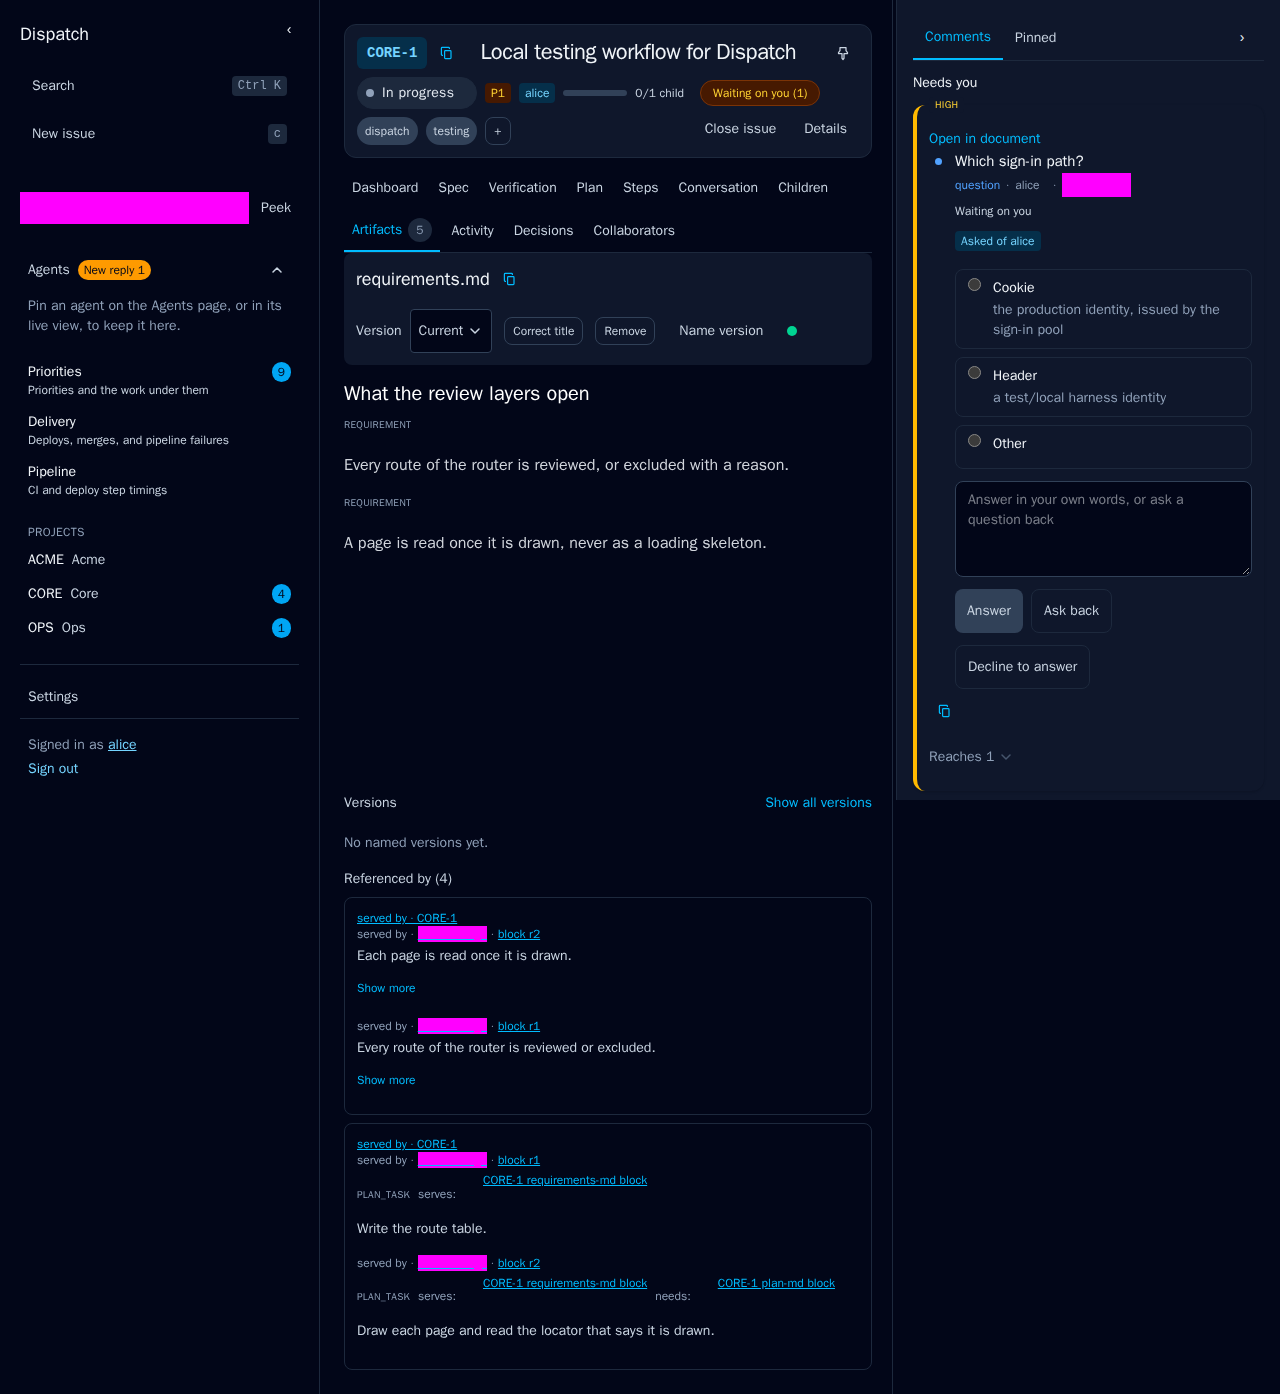 Dispatch
Search
Ctrl K
New issue
C
Peek
Agents
New reply 1
Pin an agent on the Agents page, or in its
live view, to keep it here.
Priorities
9
Priorities and the work under them
Delivery
Deploys, merges, and pipeline failures
Pipeline
CI and deploy step timings
PROJECTS
ACME Acme
CORE Core
4
OPS Ops
1
Settings
Signed in as alice
Sign out
CORE-1
Local testing workflow for Dispatch
In progress
P1
alice
0/1 child
Waiting on you (1)
dispatch
testing
+
Close issue
Details
Dashboard
Spec
Verification
Plan
Steps
Conversation
Children
Artifacts 5
Activity
Decisions
Collaborators
requirements.md
Version
Current
Correct title
Remove
Name version
What the review layers open
REQUIREMENT
Every route of the router is reviewed, or excluded with a reason.
REQUIREMENT
A page is read once it is drawn, never as a loading skeleton.
Versions
Show all versions
No named versions yet.
Referenced by (4)
served by · CORE-1
served by · · block r2
Each page is read once it is drawn.
Show more
served by · · block r1
Every route of the router is reviewed or excluded.
Show more
served by · CORE-1
served by · · block r1
CORE-1 requirements-md block
PLAN_TASK serves:
Write the route table.
served by · · block r2
CORE-1 requirements-md block
CORE-1 plan-md block
PLAN_TASK serves:
needs:
Draw each page and read the locator that says it is drawn.
Comments
Pinned
Needs you
HIGH
Open in document
Which sign-in path?
question · alice ·
Waiting on you
Asked of alice
Cookie
the production identity, issued by the
sign-in pool
Header
a test/local harness identity
Other
Answer in your own words, or ask a
question back
Answer
Ask back
Decline to answer
Reaches 1